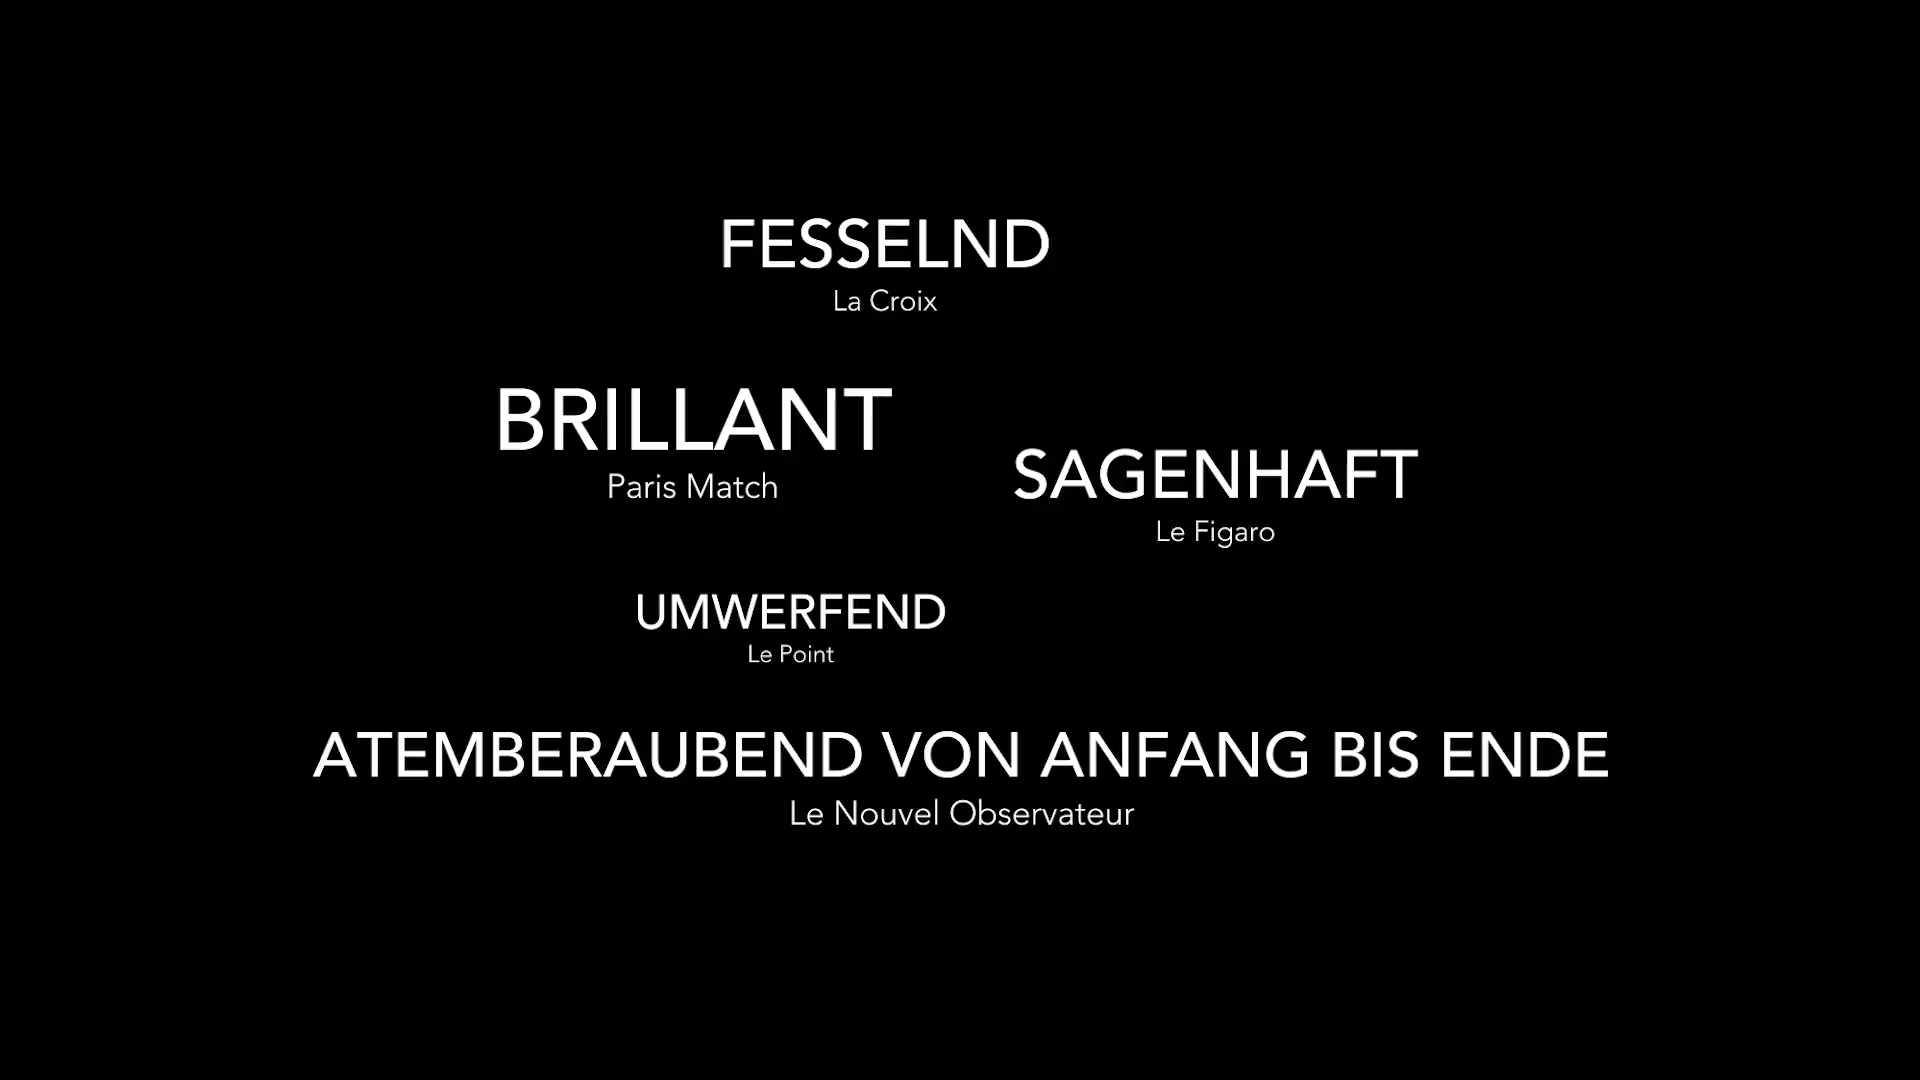 FESSELND
La Croix
BRILLANT
Paris Match
SAGENHAFT
Le Figaro
UMWERFEND
Le Point
ATEMBERAUBEND VON ANFANG BIS ENDE
Le Nouvel Observateur